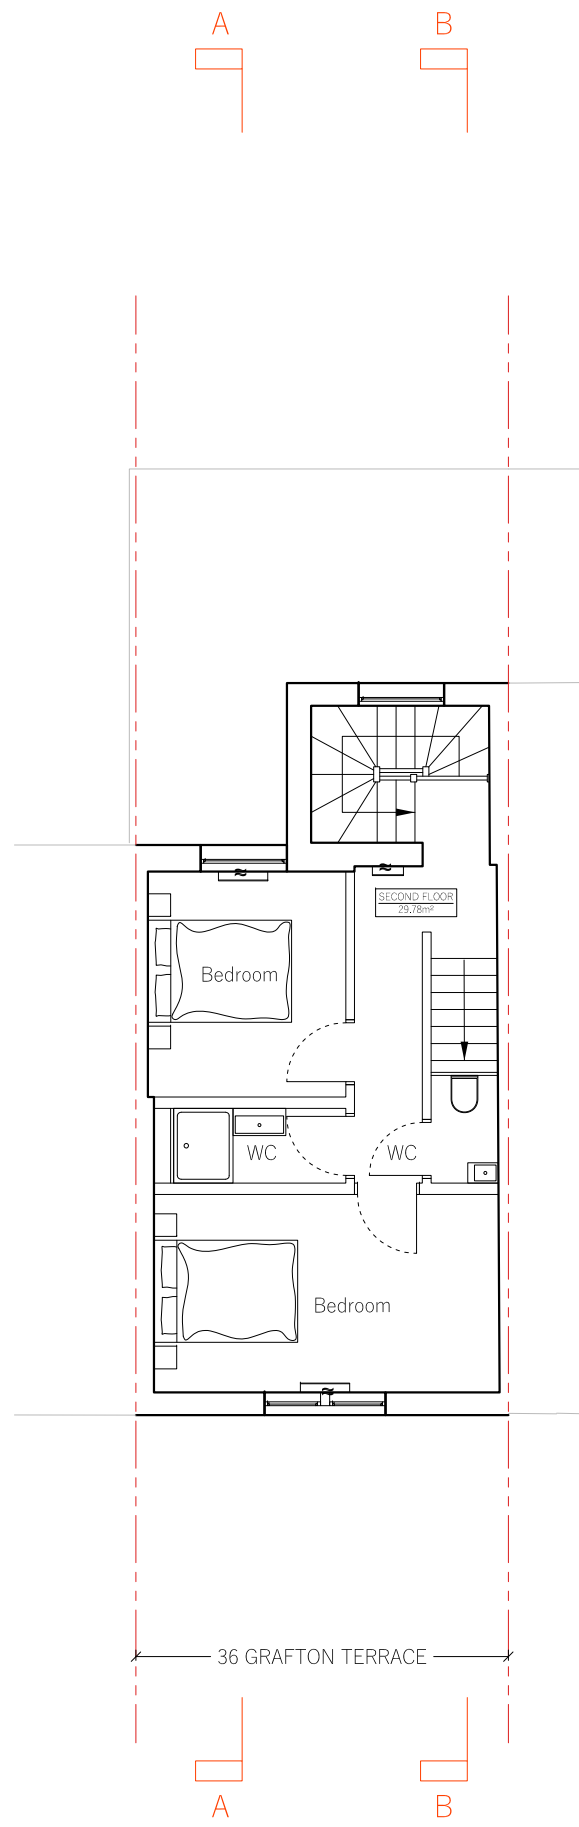 A B
SECOND FLOOR
29.78m²
Bedroom
WC WC
Bedroom
36 GRAFTON TERRACE
A B